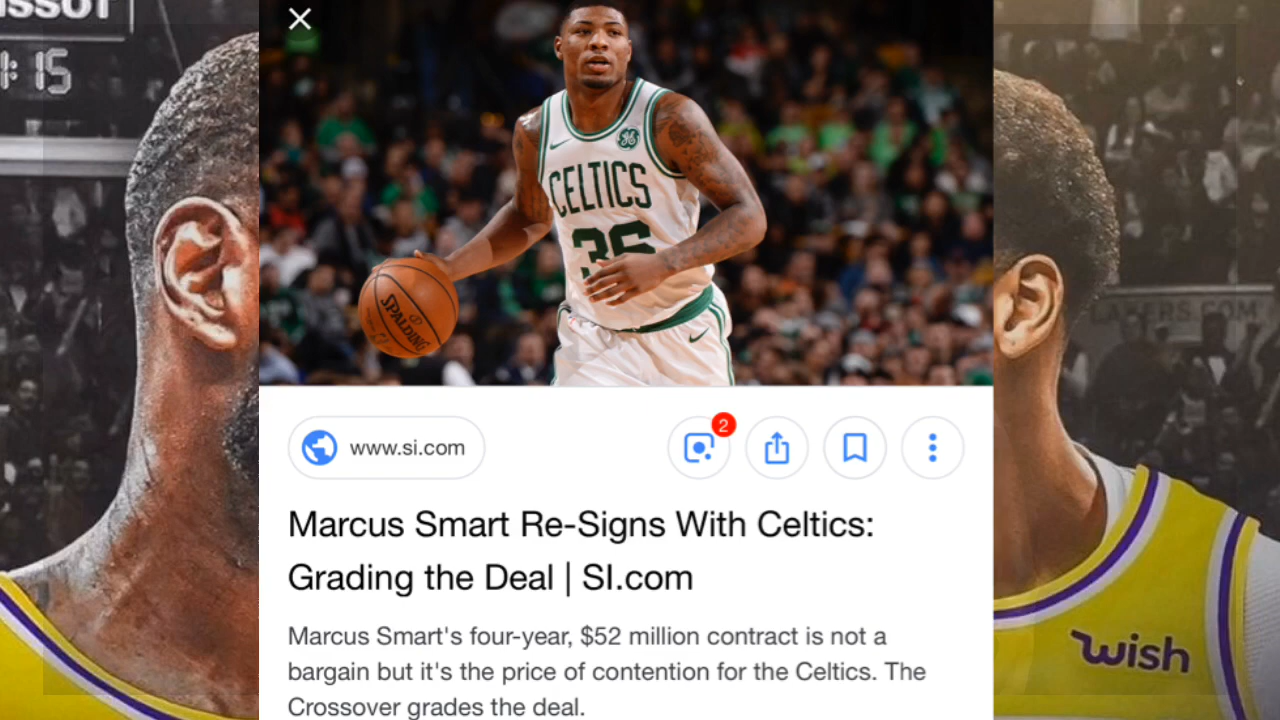 1:15
CELTICS
36
SPALDING
2
www.si.com
Marcus Smart Re-Signs With Celtics:
Grading the Deal | SI.com
Marcus Smart's four-year, $52 million contract is not a
bargain but it's the price of contention for the Celtics. The
Crossover grades the deal.
wish